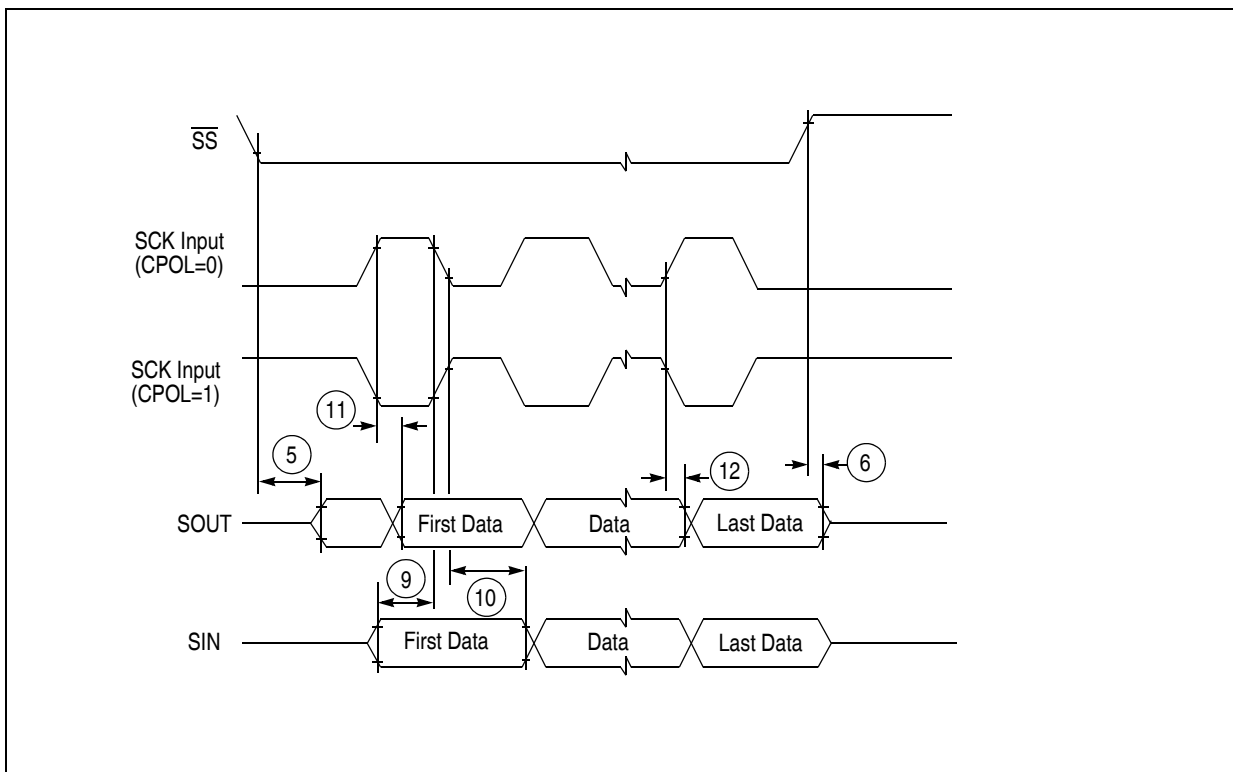 SS
SCK Input
(CPOL=0)
SCK Input
(CPOL=1)
11
5
12
6
SOUT
First Data
Data
Last Data
9
10
SIN
First Data
Data
Last Data